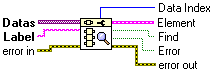 Data Index
Datas
Element
Label
Find
error in
Error
error out